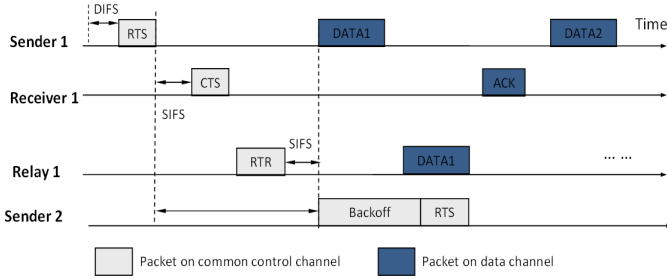 DIFS
Sender 1 RTS DATA1 DATA2 Time
Receiver 1 CTS ACK
SIFS
SIFS
Relay 1 RTR DATA1 ... ...
Sender 2 Backoff RTS
Packet on common control channel Packet on data channel